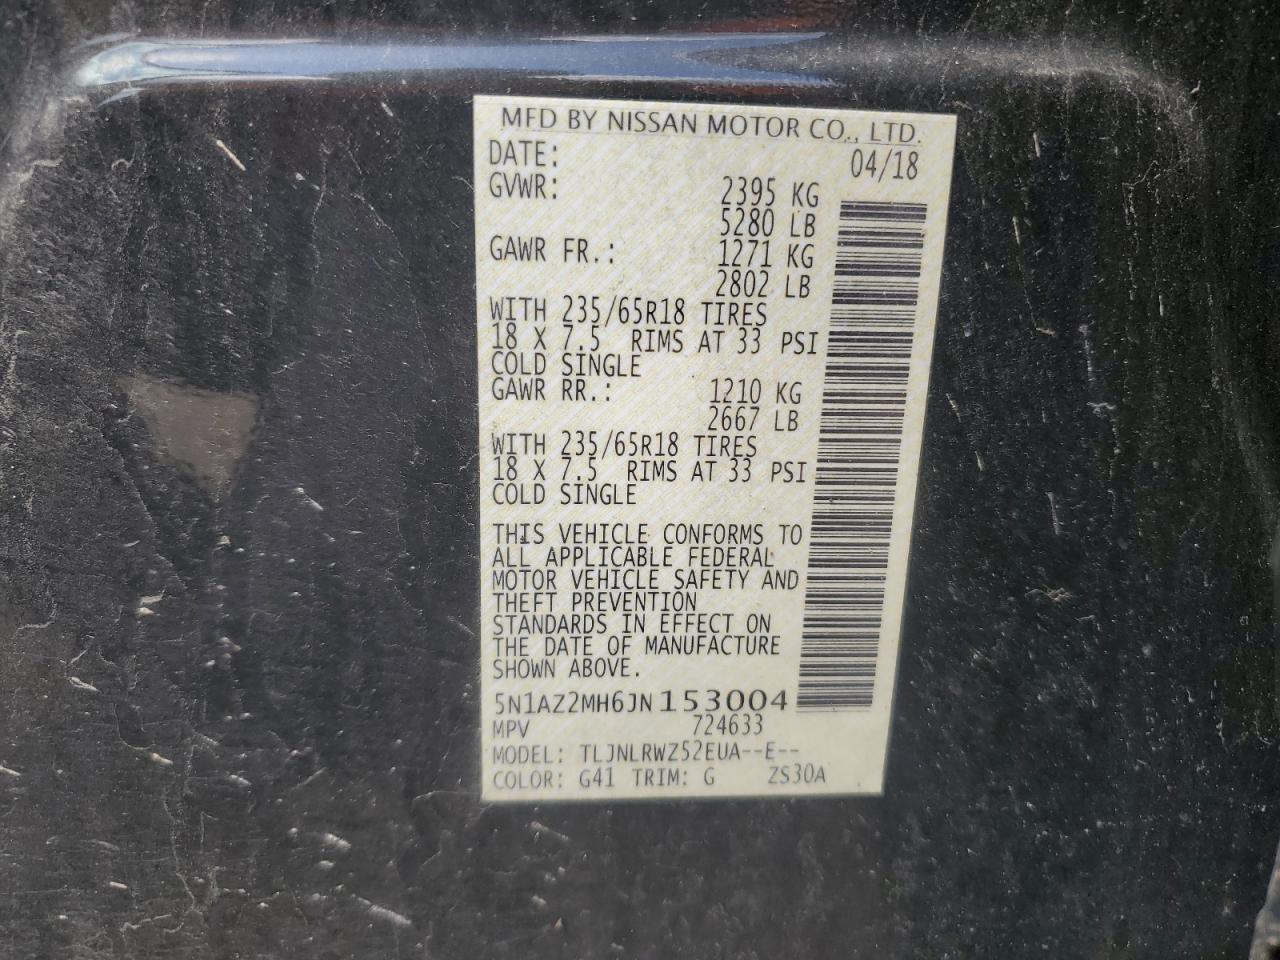 MFD BY NISSAN MOTOR CO., LTD.
DATE: 04/18
GVWR: 2395 KG
5280 LB
GAWR FR.: 1271 KG
2802 LB
WITH 235/65R18 TIRES
18 X 7.5 RIMS AT 33 PSI
COLD SINGLE
GAWR RR.: 1210 KG
2667 LB
WITH 235/65R18 TIRES
18 X 7.5 RIMS AT 33 PSI
COLD SINGLE
THIS VEHICLE CONFORMS TO
ALL APPLICABLE FEDERAL
MOTOR VEHICLE SAFETY AND
THEFT PREVENTION
STANDARDS IN EFFECT ON
THE DATE OF MANUFACTURE
SHOWN ABOVE.
5N1AZ2MH6JN153004
MPV 724633
MODEL: TLJNLRWZ52EUA--E--
COLOR: G41 TRIM: G ZS30A